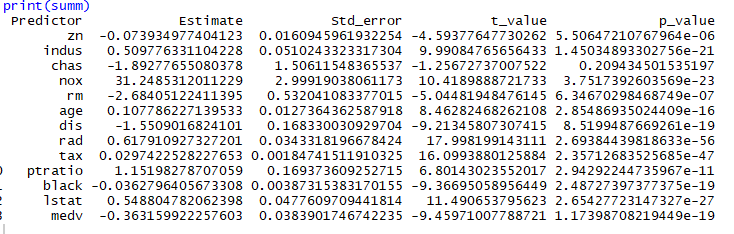 print(summ)
Predictor Estimate Std_error t_value p_value
zn -0.073934977404123 0.0160945961932254 -4.59377647730262 5.50647210767964e-06
indus 0.509776331104228 0.0510243323317304 9.99084765656433 1.45034893302756e-21
chas -1.89277655080378 1.50611548365537 -1.25672737007522 0.209434501535197
nox 31.2485312011229 2.99919038061173 10.4189888721733 3.7517392603569e-23
rm -2.68405122411395 0.532041083377015 -5.04481948476145 6.34670298468749e-07
age 0.107786227139533 0.0127364362587918 8.46282468262108 2.85486935024409e-16
dis -1.5509016824101 0.168330030929704 -9.21345807307415 8.5199487669261e-19
rad 0.617910927327201 0.0343318196678424 17.998199143111 2.69384439818633e-56
tax 0.0297422528227653 0.00184741511910325 16.0993880125884 2.35712683525685e-47
0 ptratio 1.15198278707059 0.169373609252715 6.80143023552017 2.94292244735967e-11
1 black -0.0362796405673308 0.00387315383170155 -9.36695058956449 2.48727397377375e-19
2 lstat 0.548804782062398 0.0477609709441814 11.490653795623 2.65427723147327e-27
3 medv -0.363159922257603 0.0383901746742235 -9.45971007788721 1.17398708219449e-19